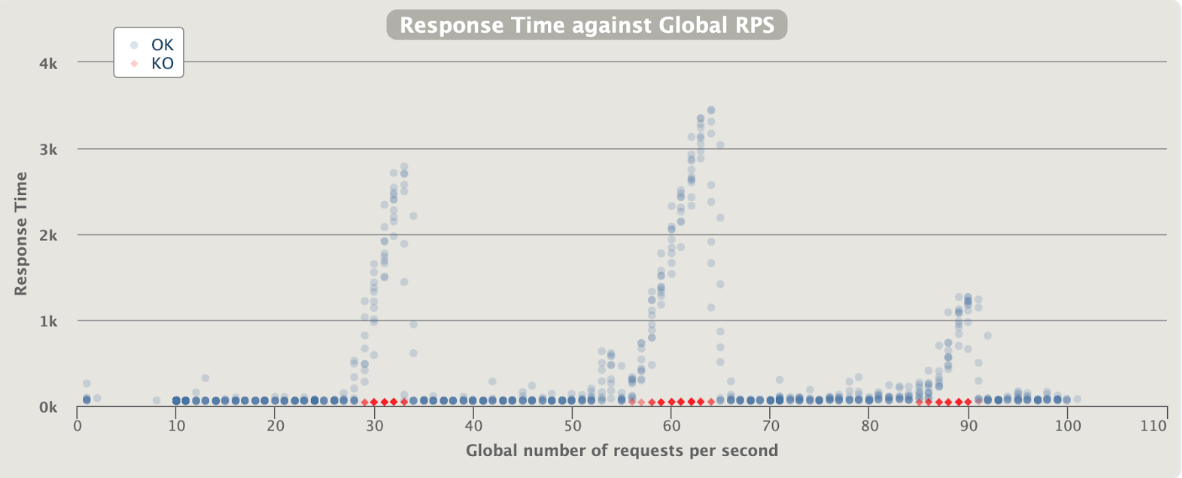 Response Time against Global RPS
OK
KO
4k
3k
2k
1k
0k
Response Time
0 10 20 30 40 50 60 70 80 90 100 110
Global number of requests per second